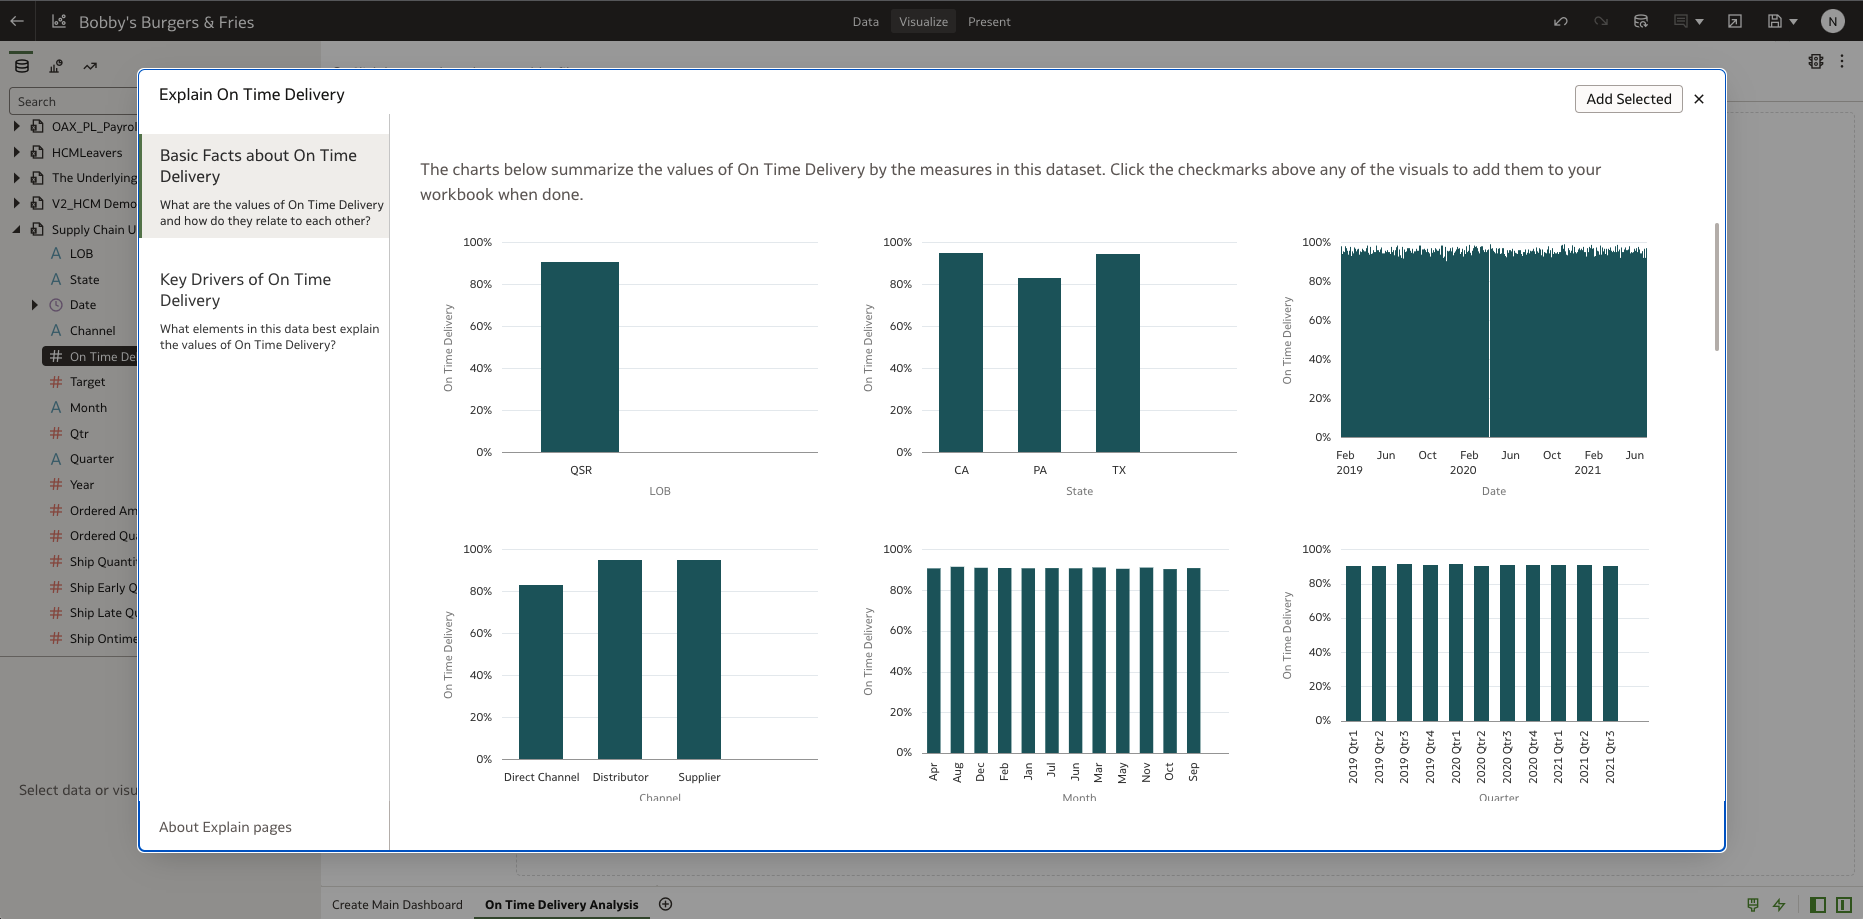 Bobby's Burgers & Fries
Data
Visualize
Present
N
Search
OAX_PL_Payrol
HCMLeavers
The Underlying
V2_HCM Demo
Supply Chain U
LOB
State
Date
Channel
On Time De
Target
Month
Qtr
Quarter
Year
Ordered Am
Ordered Qua
Ship Quanti
Ship Early Q
Ship Late Qu
Ship Ontime
Select data or visu
Explain On Time Delivery
Add Selected
Basic Facts about On Time
Delivery
What are the values of On Time Delivery
and how do they relate to each other?
Key Drivers of On Time
Delivery
What elements in this data best explain
the values of On Time Delivery?
About Explain pages
The charts below summarize the values of On Time Delivery by the measures in this dataset. Click the checkmarks above any of the visuals to add them to your
workbook when done.
On Time Delivery
100%
80%
60%
40%
20%
0%
QSR
LOB
On Time Delivery
100%
80%
60%
40%
20%
0%
CA PA TX
State
On Time Delivery
100%
80%
60%
40%
20%
0%
Feb Jun Oct Feb Jun Oct Feb Jun
2019 2020 2021
Date
On Time Delivery
100%
80%
60%
40%
20%
0%
Direct Channel Distributor Supplier
Channel
On Time Delivery
100%
80%
60%
40%
20%
0%
Apr Aug Dec Feb Jan Jul Jun Mar May Nov Oct Sep
Month
On Time Delivery
100%
80%
60%
40%
20%
0%
2019 Qtr1 2019 Qtr2 2019 Qtr3 2019 Qtr4 2020 Qtr1 2020 Qtr2 2020 Qtr3 2020 Qtr4 2021 Qtr1 2021 Qtr2 2021 Qtr3
Quarter
Create Main Dashboard
On Time Delivery Analysis